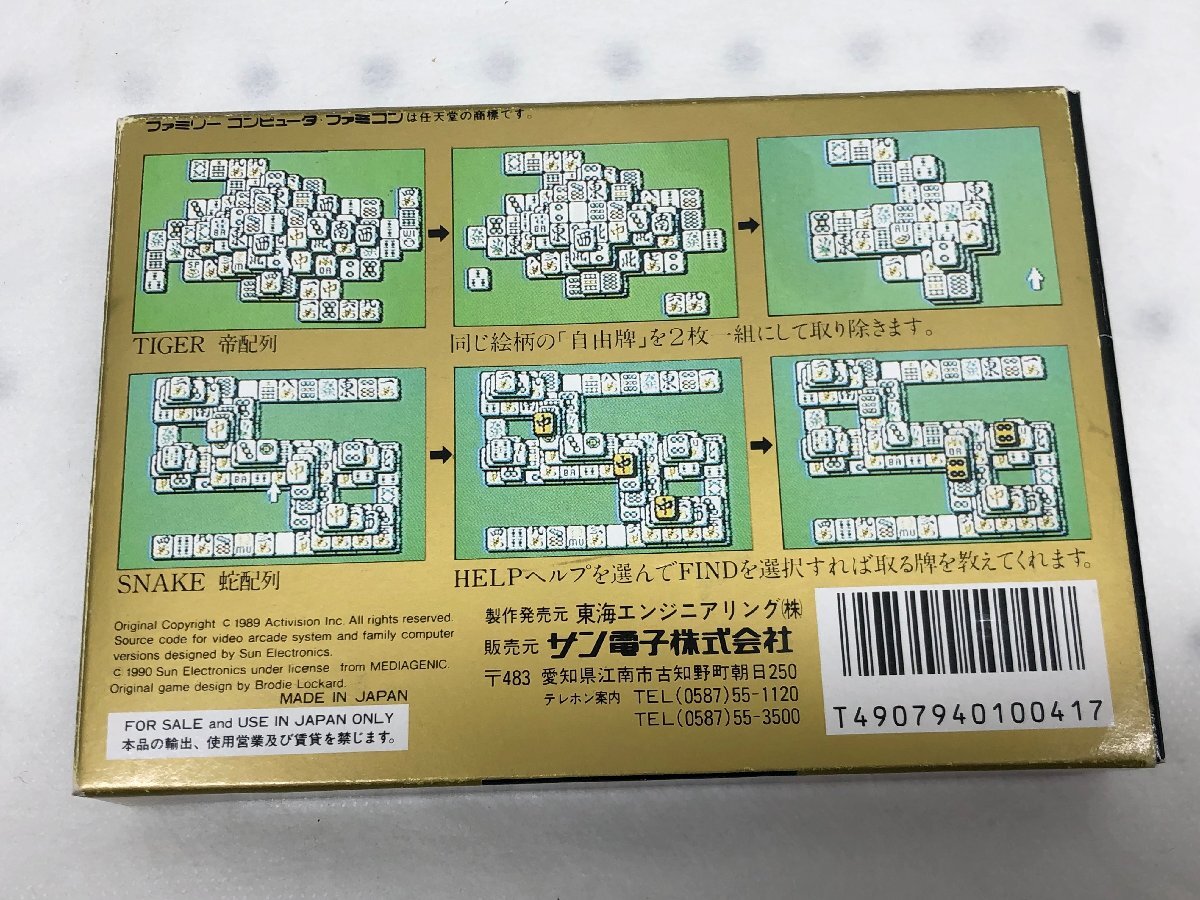 ファミリー コンピュータ・ファミコンは任天堂の商標です。
TIGER 帝配列
同じ絵柄の「自由牌」を2枚一組にして取り除きます。
SNAKE 蛇配列
HELPヘルプを選んでFINDを選択すれば取る牌を教えてくれます。
Original Copyright C 1989 Activision Inc. All rights reserved.
Source code for video arcade system and family computer
versions designed by Sun Electronics.
C 1990 Sun Electronics under license from MEDIAGENIC.
Original game design by Brodie Lockard.
MADE IN JAPAN
FOR SALE and USE IN JAPAN ONLY
本品の輸出、使用営業及び賃貸を禁じます。
製作発売元 東海エンジニアリング(株)
販売元 サン電子株式会社
〒483 愛知県江南市古知野町朝日250
テレホン案内 TEL(0587)55-1120
TEL(0587)55-3500
T4907940100417